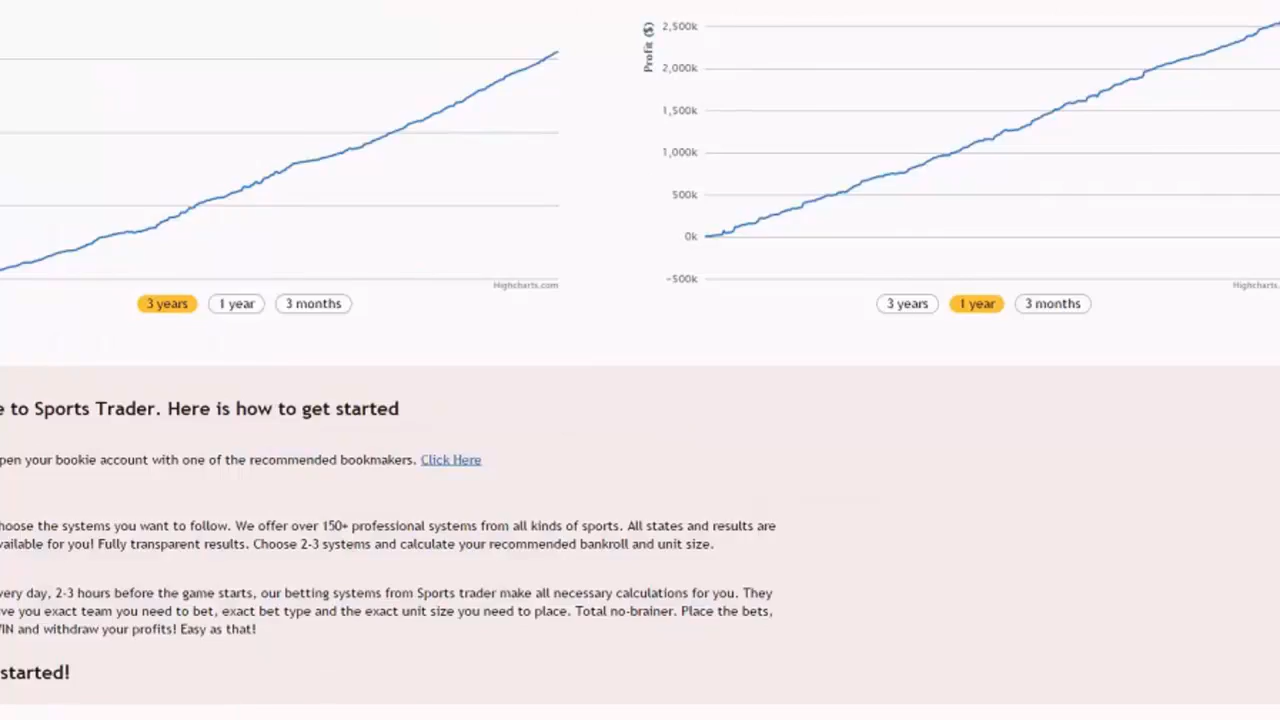 Profit ($)
2,500k
2,000k
1,500k
1,000k
500k
0k
-500k
Highcharts.com
Highcharts.
3 years 1 year 3 months
3 years 1 year 3 months
e to Sports Trader. Here is how to get started
pen your bookie account with one of the recommended bookmakers. Click Here
hoose the systems you want to follow. We offer over 150+ professional systems from all kinds of sports. All states and results are
vailable for you! Fully transparent results. Choose 2-3 systems and calculate your recommended bankroll and unit size.
very day, 2-3 hours before the game starts, our betting systems from Sports trader make all necessary calculations for you. They
ve you exact team you need to bet, exact bet type and the exact unit size you need to place. Total no-brainer. Place the bets,
IN and withdraw your profits! Easy as that!
started!